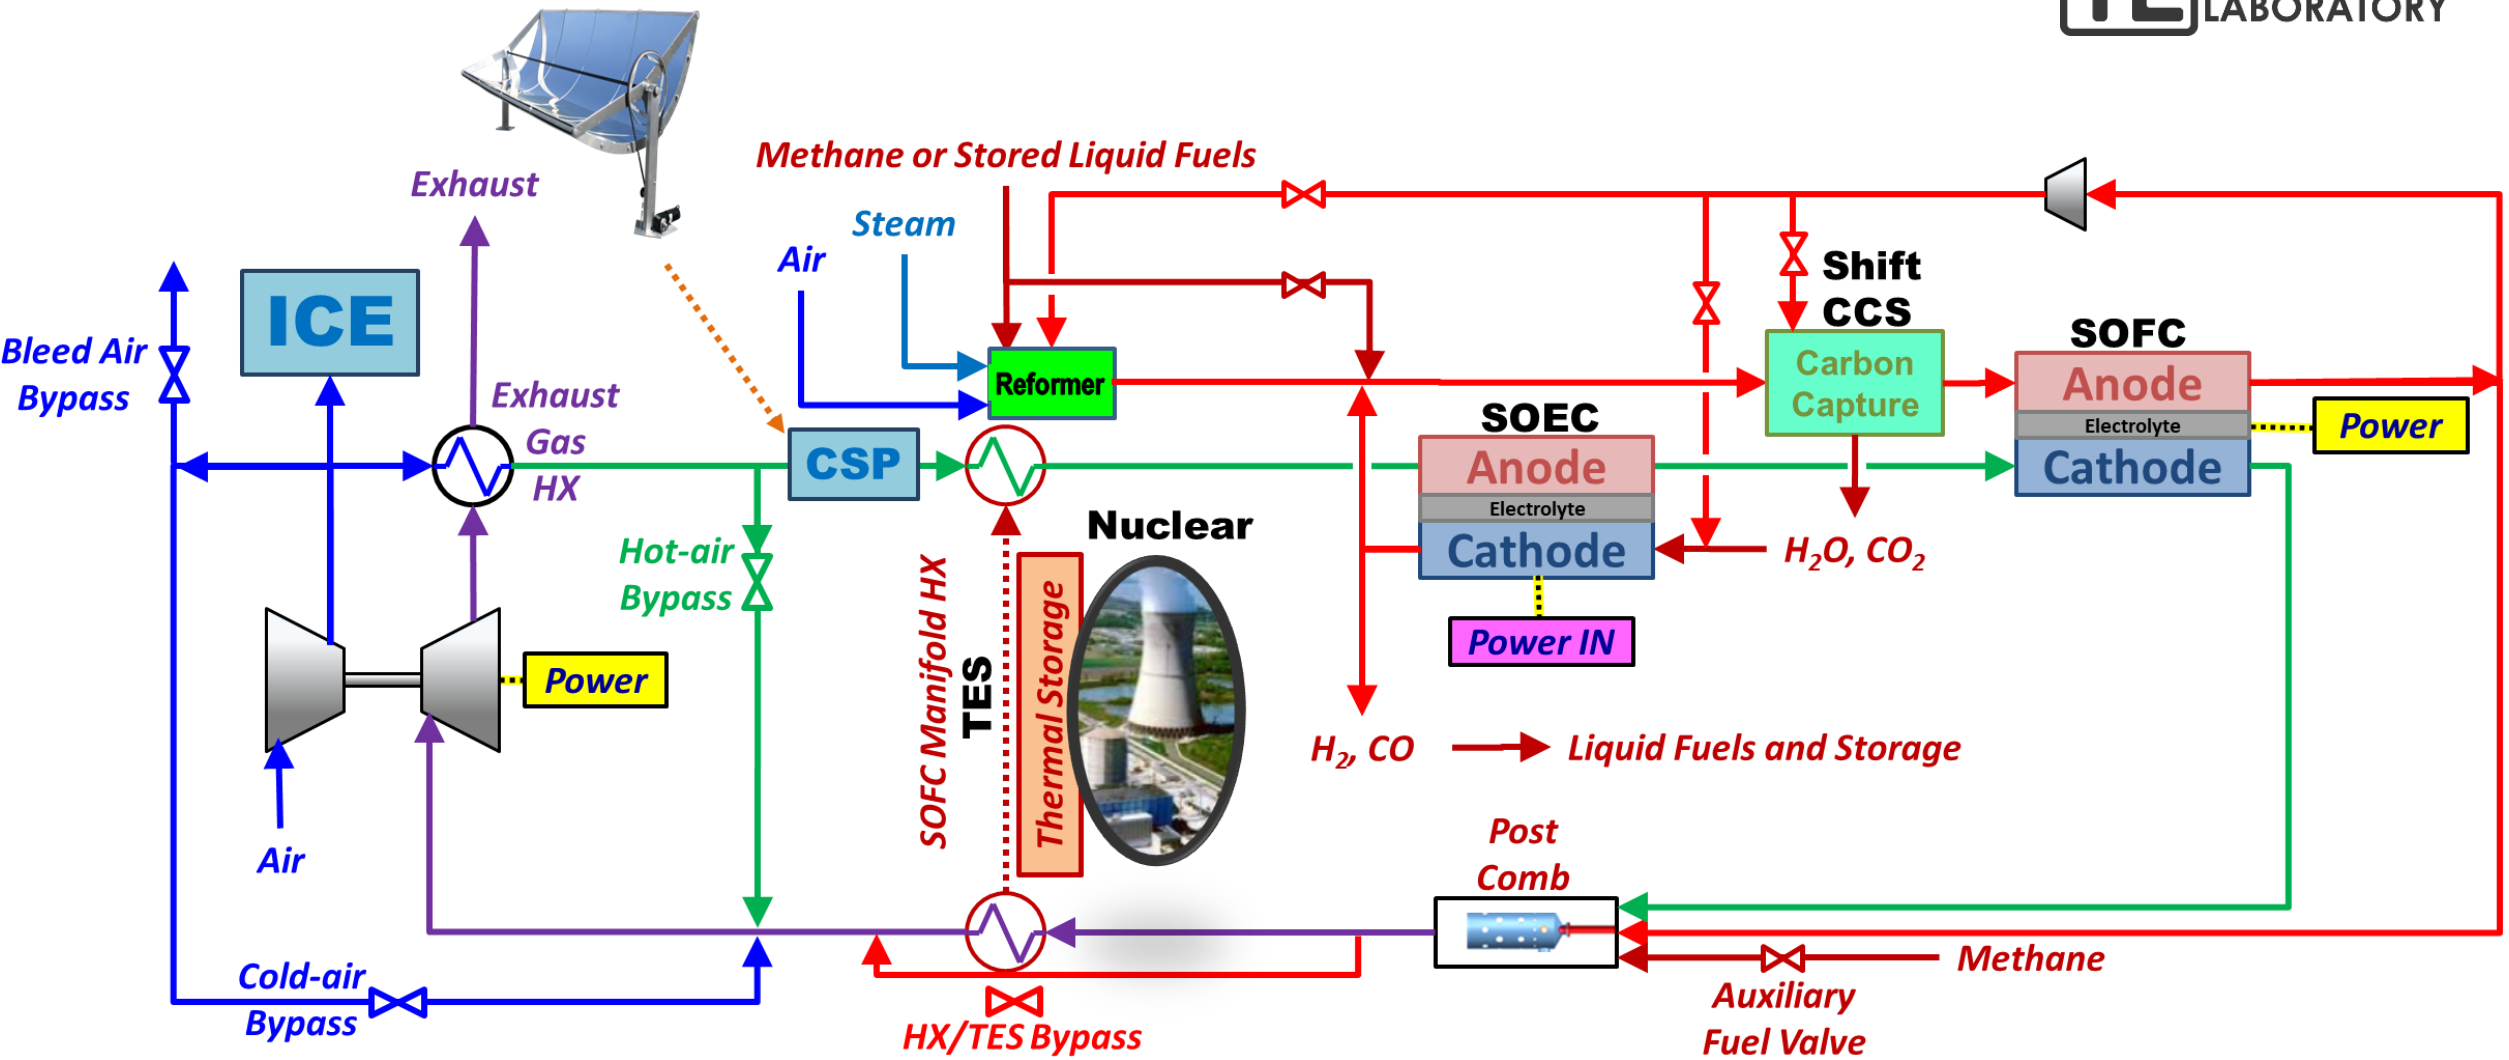 LABORATORY
Methane or Stored Liquid Fuels
Exhaust
Steam
Air
Shift
CCS
ICE
SOFC
Bleed Air
Bypass
Carbon
Capture
Anode
Electrolyte
Cathode
Power
Reformer
Exhaust
Gas
HX
CSP
SOEC
Anode
Electrolyte
Cathode
H₂O, CO₂
Nuclear
Hot-air
Bypass
Power IN
Power
SOFC Manifold HX
TES
Thermal Storage
H₂, CO
Liquid Fuels and Storage
Air
Post
Comb
Methane
Cold-air
Bypass
Auxiliary
Fuel Valve
HX/TES Bypass